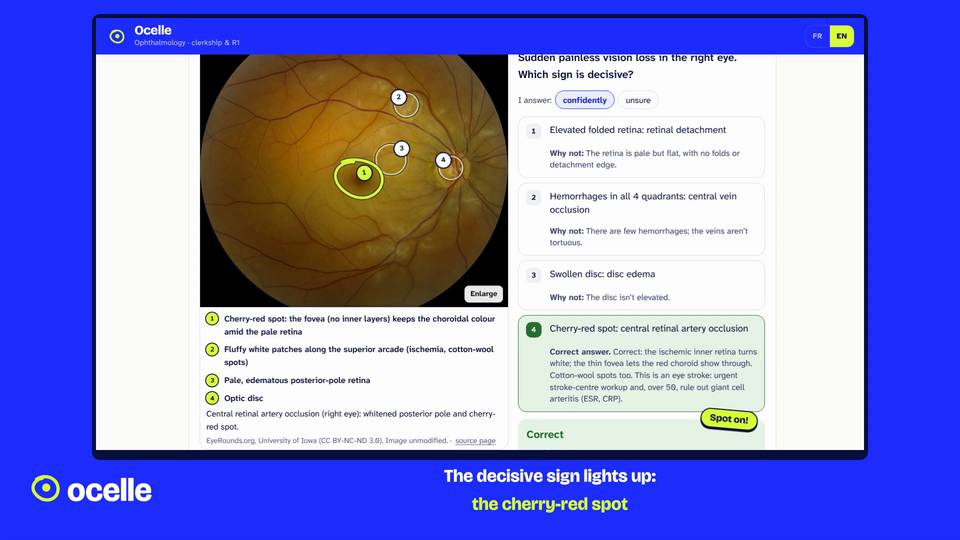 Ocelle
Ophthalmology · clerkship & R1
FR
EN
2
3
4
1
Enlarge
1 Cherry-red spot: the fovea (no inner layers) keeps the choroidal colour
amid the pale retina
2 Fluffy white patches along the superior arcade (ischemia, cotton-wool
spots)
3 Pale, edematous posterior-pole retina
4 Optic disc
Central retinal artery occlusion (right eye): whitened posterior pole and cherry-
red spot.
EyeRounds.org, University of Iowa (CC BY-NC-ND 3.0). Image unmodified. · source page
Sudden painless vision loss in the right eye.
Which sign is decisive?
I answer: confidently unsure
1 Elevated folded retina: retinal detachment
Why not: The retina is pale but flat, with no folds or
detachment edge.
2 Hemorrhages in all 4 quadrants: central vein
occlusion
Why not: There are few hemorrhages; the veins aren't
tortuous.
3 Swollen disc: disc edema
Why not: The disc isn't elevated.
4 Cherry-red spot: central retinal artery occlusion
Correct answer. Correct: the ischemic inner retina turns
white; the thin fovea lets the red choroid show through.
Cotton-wool spots too. This is an eye stroke: urgent
stroke-centre workup and, over 50, rule out giant cell
arteritis (ESR, CRP).
Spot on!
Correct
ocelle
The decisive sign lights up:
the cherry-red spot